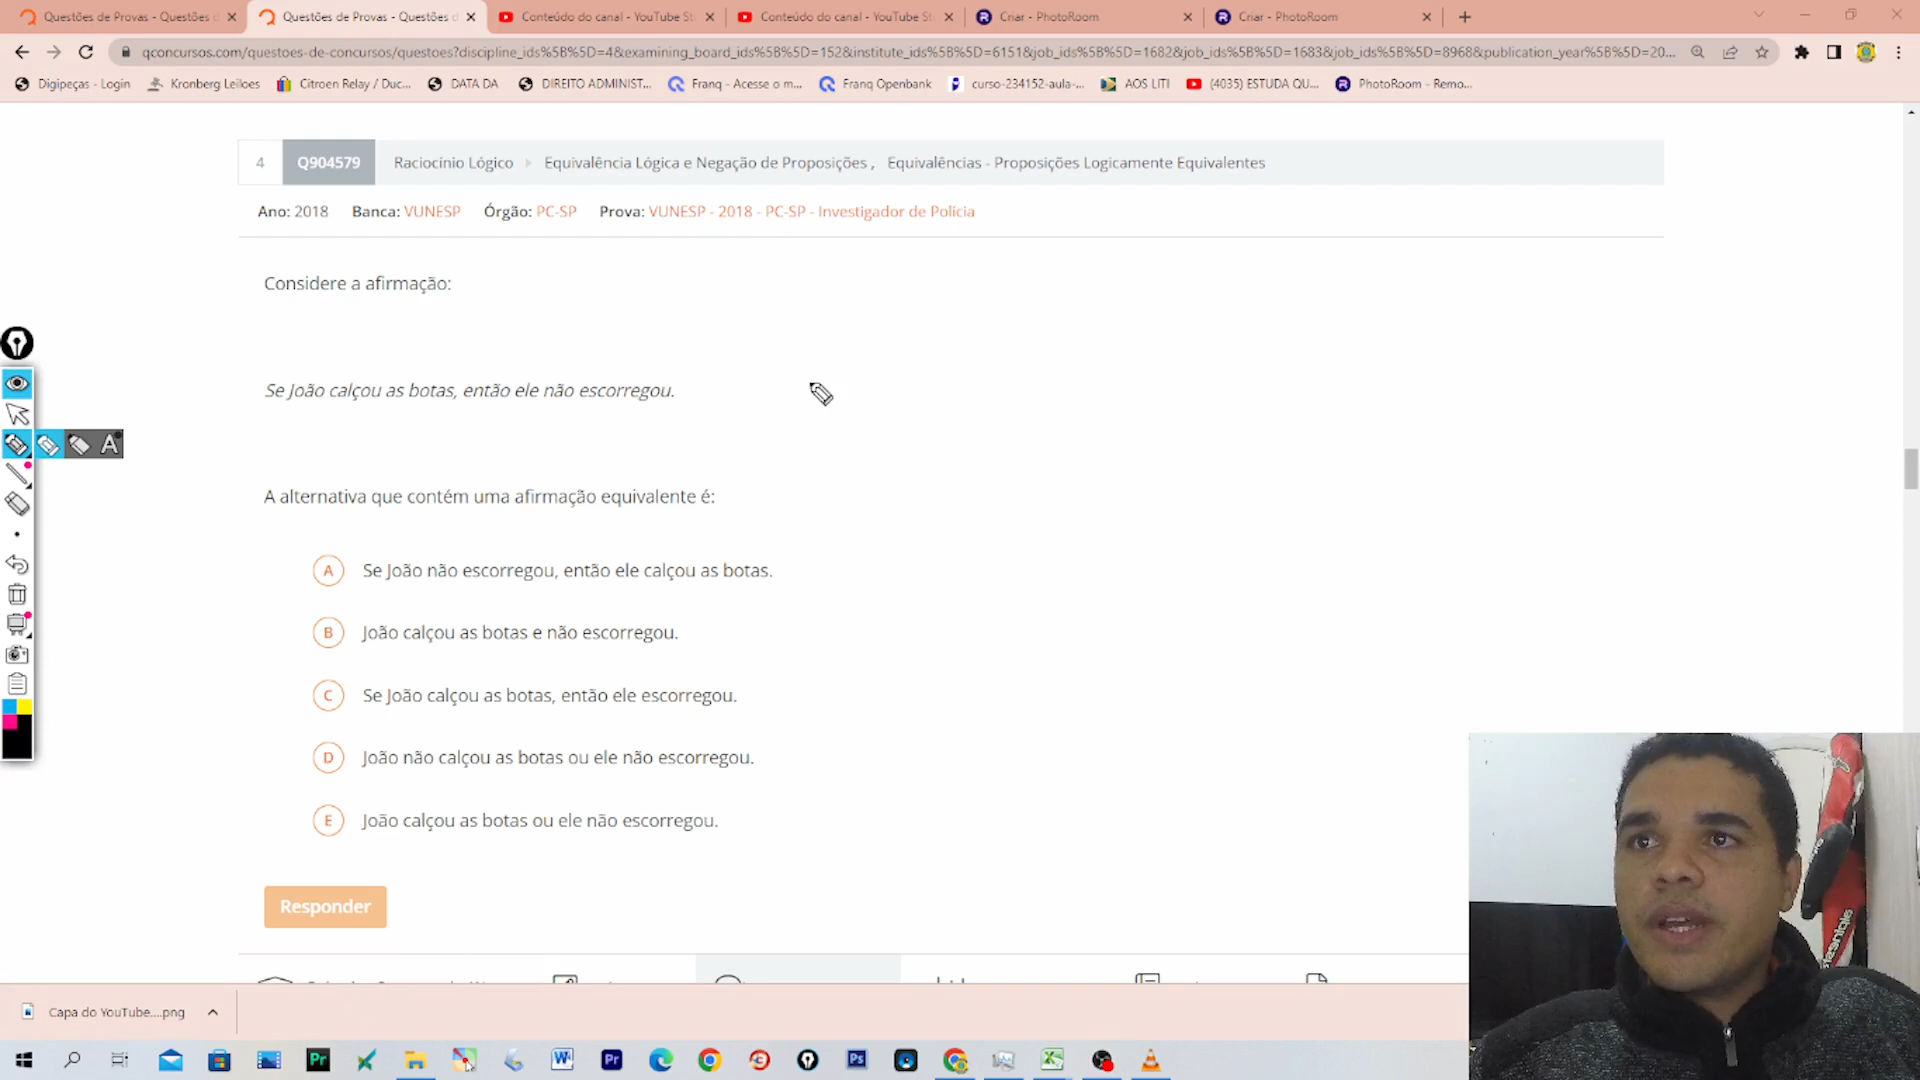 Questões de Provas - Questões d
Questões de Provas - Questões d
Conteúdo do canal - YouTube St
Conteúdo do canal - YouTube St
Criar - PhotoRoom
Criar - PhotoRoom
qconcursos.com/questoes-de-concursos/questoes?discipline_ids%5B%5D=4&examining_board_ids%5B%5D=152&institute_ids%5B%5D=6151&job_ids%5B%5D=1682&job_ids%5B%5D=1683&job_ids%5B%5D=8968&publication_year%5B%5D=20...
Digipeças - Login
Kronberg Leiloes
Citroen Relay / Duc...
DATA DA
DIREITO ADMINIST...
Franq - Acesse o m...
Franq Openbank
curso-234152-aula-...
AOS LITI
(4035) ESTUDA QU...
PhotoRoom - Remo...
4 Q904579 Raciocínio Lógico Equivalência Lógica e Negação de Proposições , Equivalências - Proposições Logicamente Equivalentes
Ano: 2018 Banca: VUNESP Órgão: PC-SP Prova: VUNESP - 2018 - PC-SP - Investigador de Polícia
Considere a afirmação:
Se João calçou as botas, então ele não escorregou.
A alternativa que contém uma afirmação equivalente é:
A Se João não escorregou, então ele calçou as botas.
B João calçou as botas e não escorregou.
C Se João calçou as botas, então ele escorregou.
D João não calçou as botas ou ele não escorregou.
E João calçou as botas ou ele não escorregou.
Responder
Capa do YouTube....png